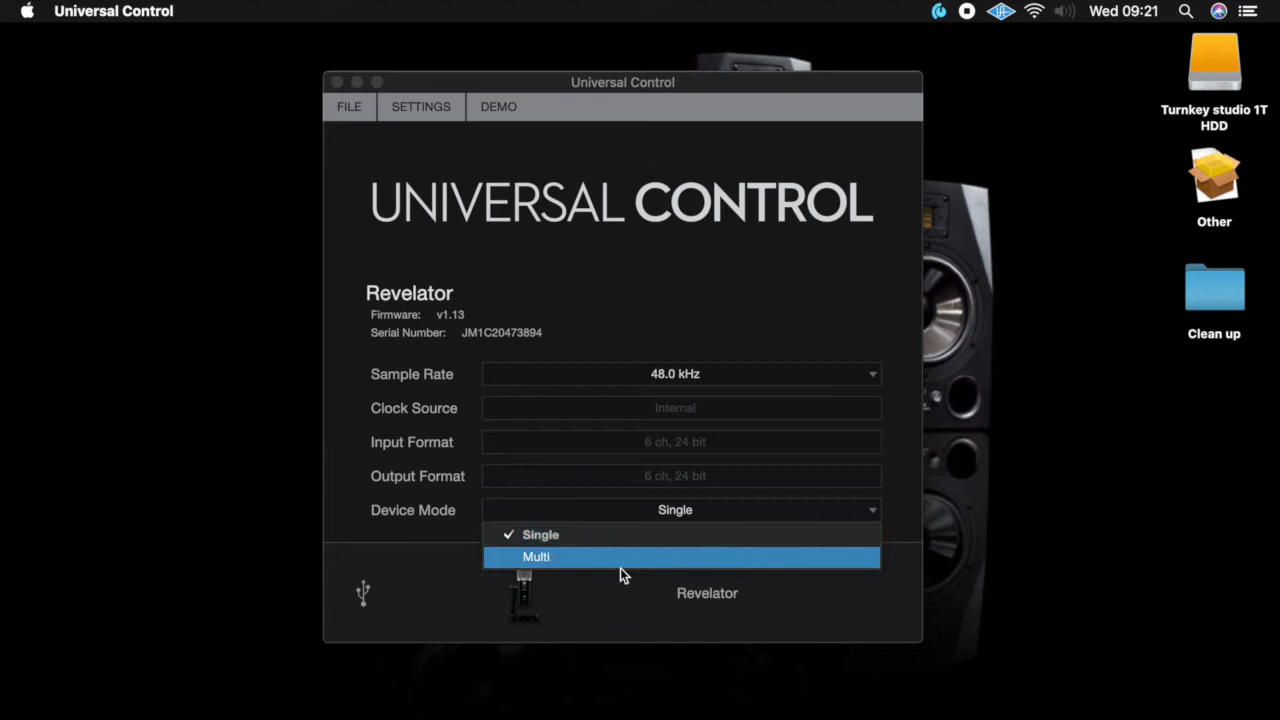 Universal Control
Wed 09:21
Universal Control
FILE
SETTINGS
DEMO
UNIVERSAL CONTROL
Revelator
Firmware: v1.13
Serial Number: JM1C20473894
Sample Rate 48.0 kHz
Clock Source Internal
Input Format 6 ch, 24 bit
Output Format 6 ch, 24 bit
Device Mode Single
Single
Multi
Revelator
Turnkey studio 1T
HDD
Other
Clean up